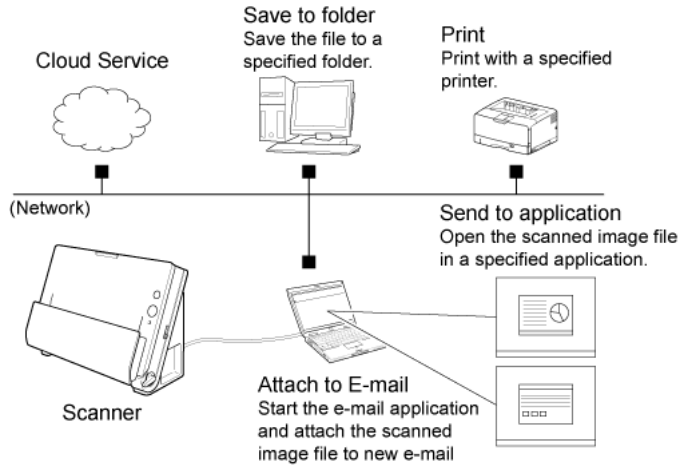 Cloud Service
Save to folder
Save the file to a
specified folder.
Print
Print with a specified
printer.
(Network)
Send to application
Open the scanned image file
in a specified application.
Scanner
Attach to E-mail
Start the e-mail application
and attach the scanned
image file to new e-mail